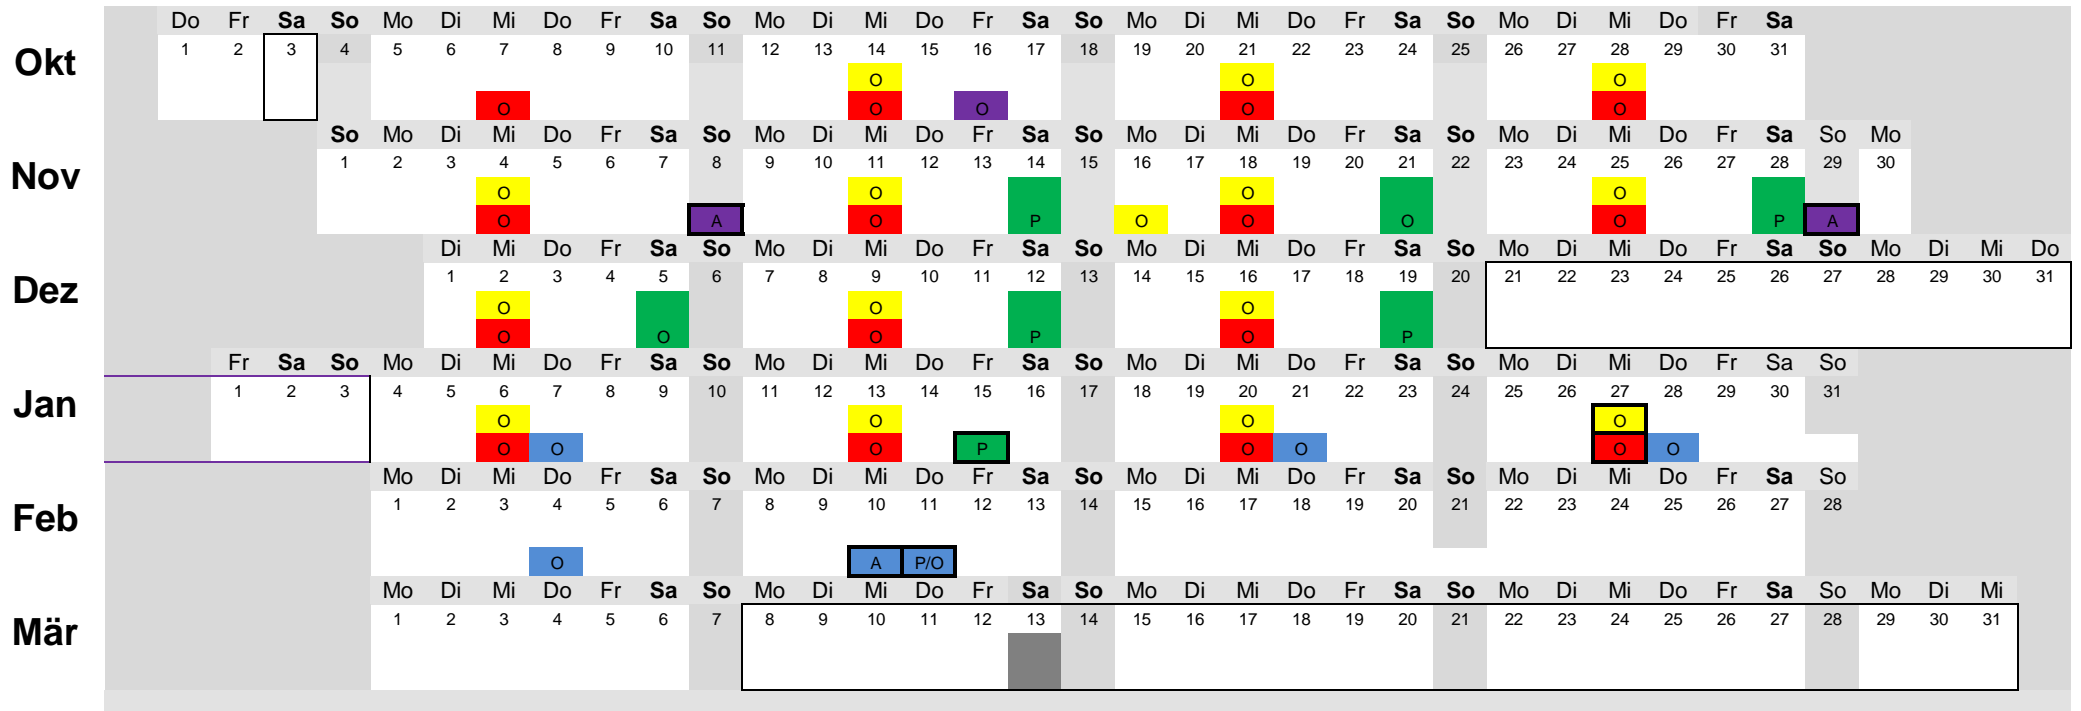 Do Fr Sa So Mo Di Mi Do Fr Sa So Mo Di Mi Do Fr Sa So Mo Di Mi Do Fr Sa So Mo Di Mi Do Fr Sa
Okt
1 2 3 4 5 6 7 8 9 10 11 12 13 14 15 16 17 18 19 20 21 22 23 24 25 26 27 28 29 30 31
O O O
O O O O O
So Mo Di Mi Do Fr Sa So Mo Di Mi Do Fr Sa So Mo Di Mi Do Fr Sa So Mo Di Mi Do Fr Sa So Mo
Nov
1 2 3 4 5 6 7 8 9 10 11 12 13 14 15 16 17 18 19 20 21 22 23 24 25 26 27 28 29 30
O O O O
O A O P O O O O P A
Di Mi Do Fr Sa So Mo Di Mi Do Fr Sa So Mo Di Mi Do Fr Sa So Mo Di Mi Do Fr Sa So Mo Di Mi Do
Dez
1 2 3 4 5 6 7 8 9 10 11 12 13 14 15 16 17 18 19 20 21 22 23 24 25 26 27 28 29 30 31
O O O
O O O P O P
Fr Sa So Mo Di Mi Do Fr Sa So Mo Di Mi Do Fr Sa So Mo Di Mi Do Fr Sa So Mo Di Mi Do Fr Sa So
Jan
1 2 3 4 5 6 7 8 9 10 11 12 13 14 15 16 17 18 19 20 21 22 23 24 25 26 27 28 29 30 31
O O O O
O O O P O O O O
Mo Di Mi Do Fr Sa So Mo Di Mi Do Fr Sa So Mo Di Mi Do Fr Sa So Mo Di Mi Do Fr Sa So
Feb
1 2 3 4 5 6 7 8 9 10 11 12 13 14 15 16 17 18 19 20 21 22 23 24 25 26 27 28
O A P/O
Mo Di Mi Do Fr Sa So Mo Di Mi Do Fr Sa So Mo Di Mi Do Fr Sa So Mo Di Mi Do Fr Sa So Mo Di Mi
Mär
1 2 3 4 5 6 7 8 9 10 11 12 13 14 15 16 17 18 19 20 21 22 23 24 25 26 27 28 29 30 31